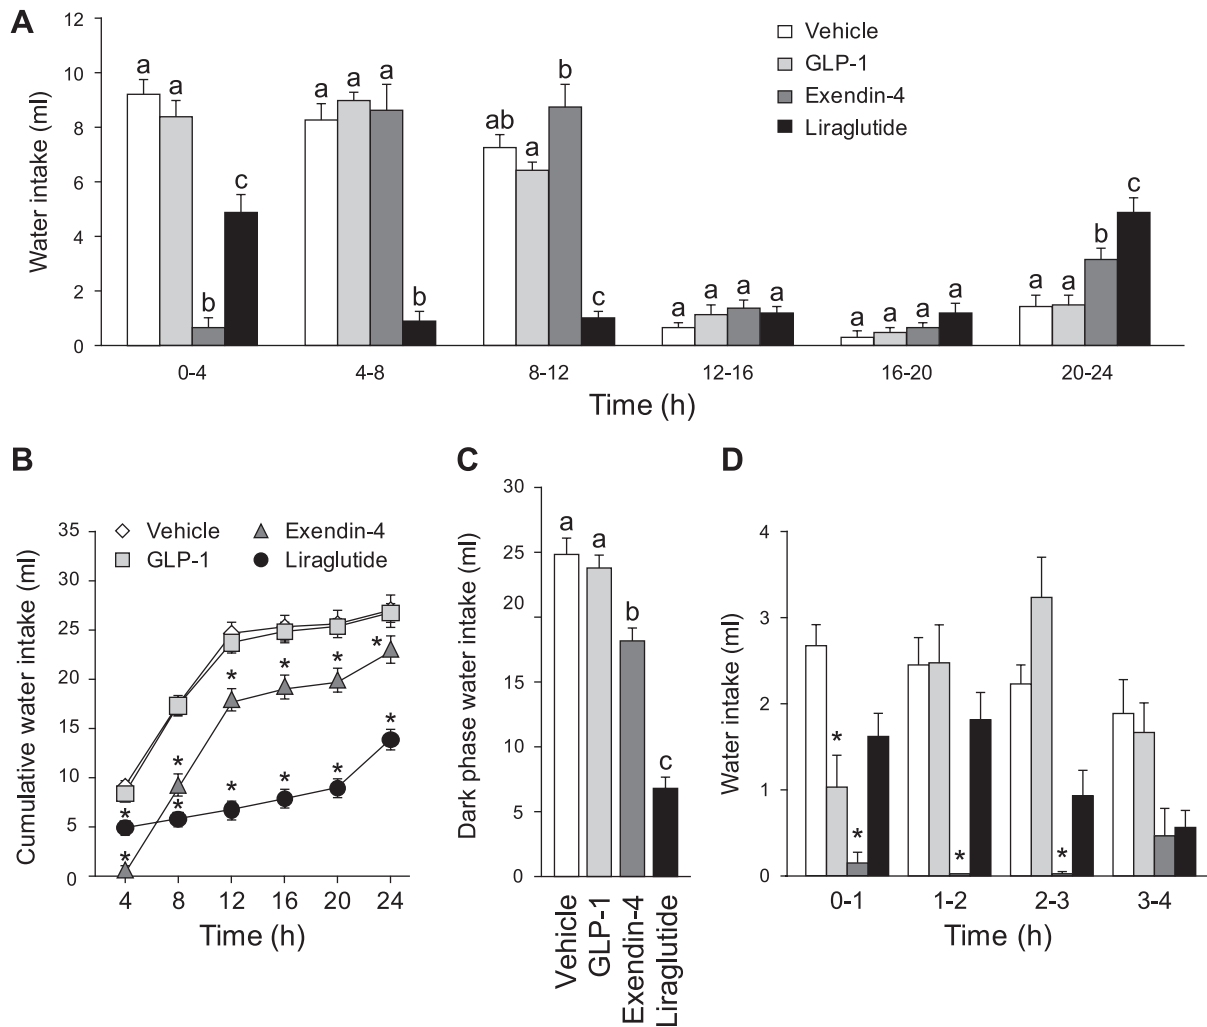 A
12
10
8
6
4
2
0
Water intake (ml)
Vehicle
GLP-1
Exendin-4
Liraglutide
a a b c
a a a b
ab a b c
a a a a
a a a a
a a b c
0-4 4-8 8-12 12-16 16-20 20-24
Time (h)
B
35
30
25
20
15
10
5
0
Cumulative water intake (ml)
Vehicle
GLP-1
Exendin-4
Liraglutide
* * * * * *
* * * * * *
4 8 12 16 20 24
Time (h)
C
30
25
20
15
10
5
0
Dark phase water intake (ml)
a a b c
Vehicle
GLP-1
Exendin-4
Liraglutide
D
4
3
2
1
0
Water intake (ml)
* * * *
0-1 1-2 2-3 3-4
Time (h)